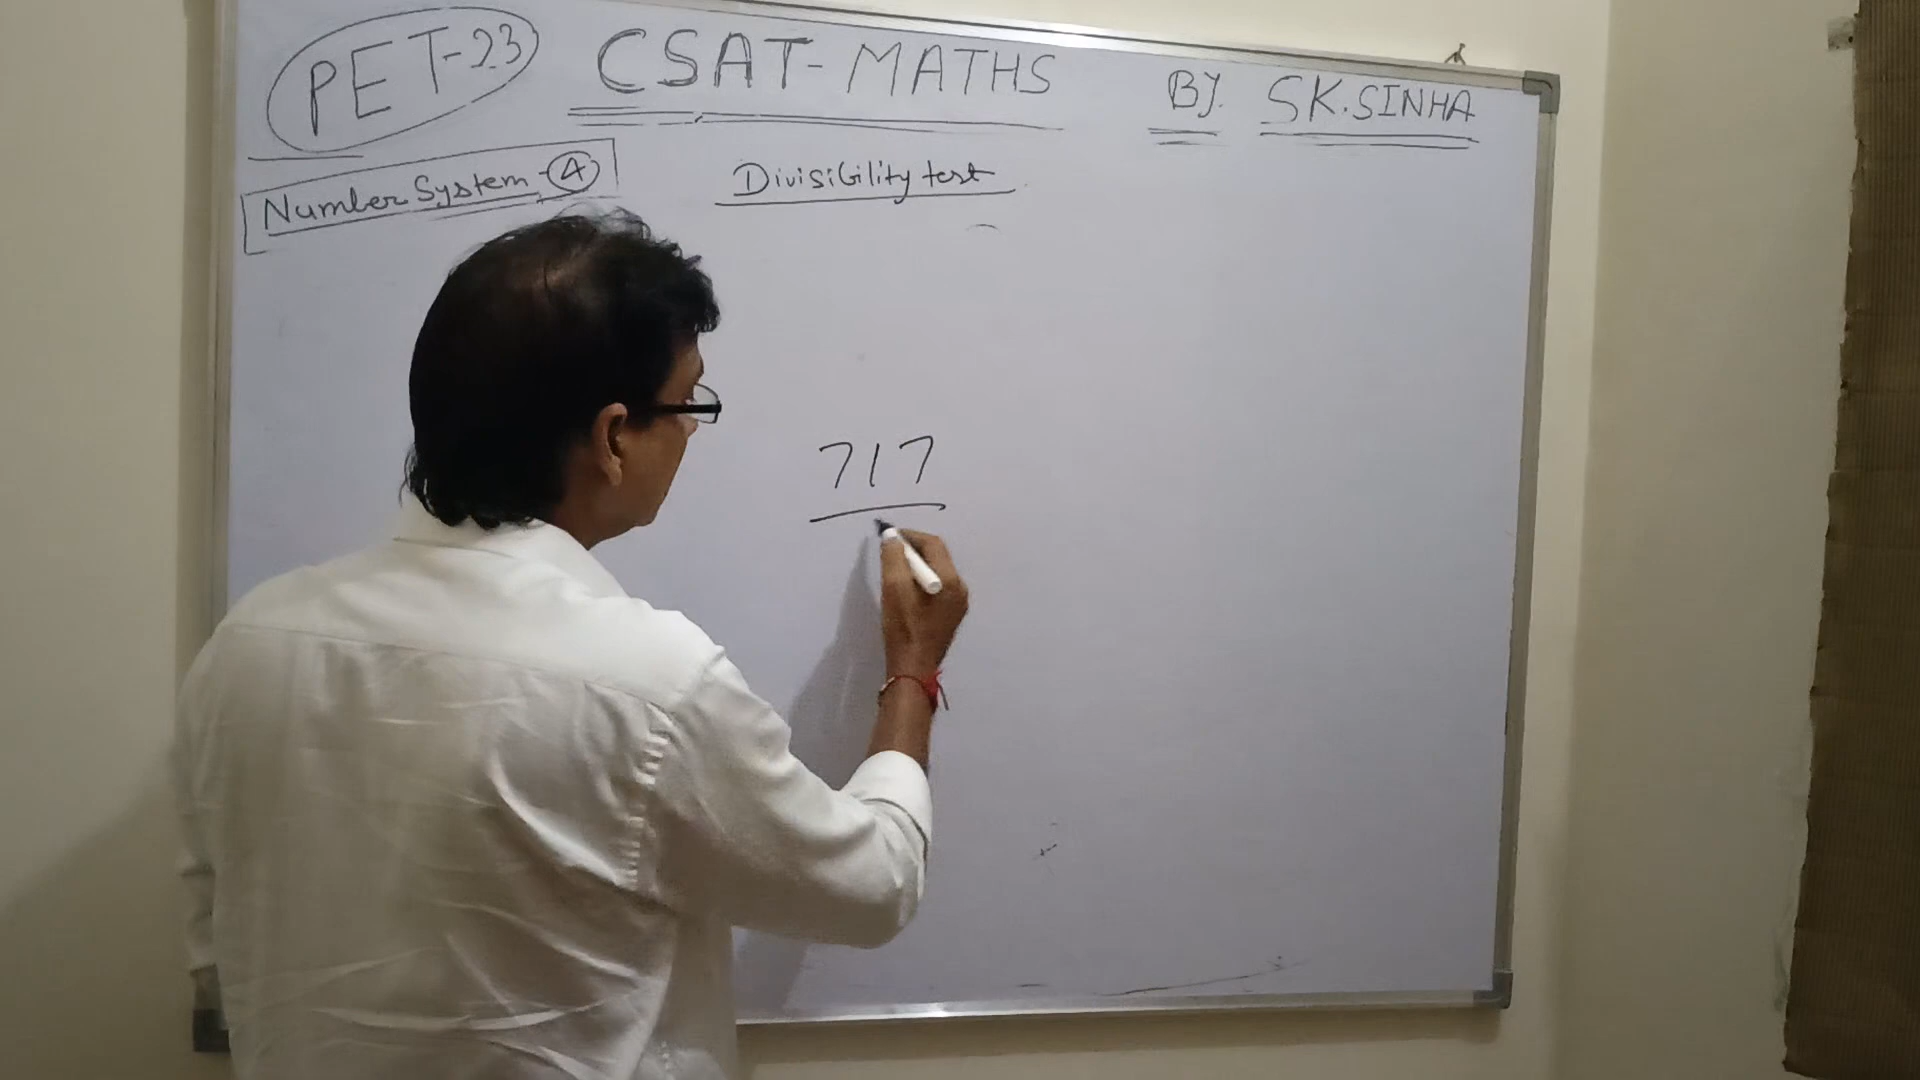 PET-23 CSAT-MATHS BY. SK.SINHA
Number System-4 Divisibility test
717